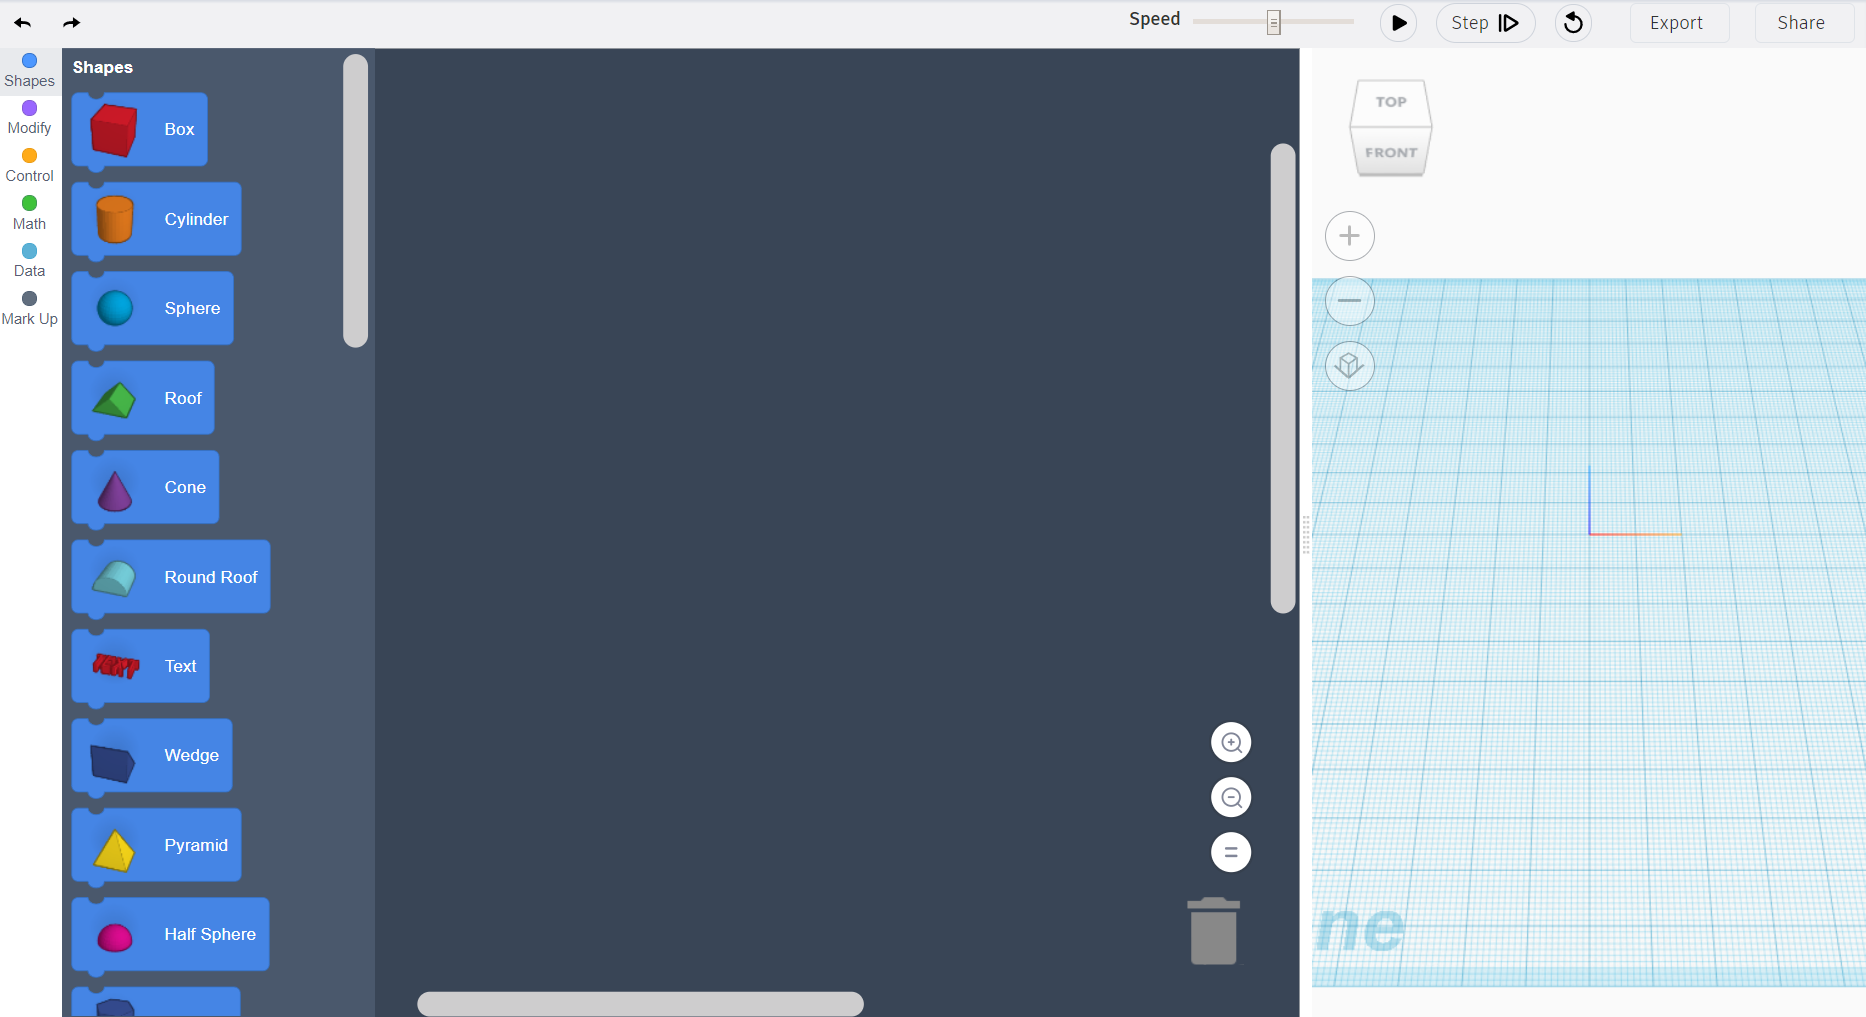 Speed
Step
Export
Share
Shapes
Modify
Control
Math
Data
Mark Up
Shapes
Box
Cylinder
Sphere
Roof
Cone
Round Roof
Text
TEXT
Wedge
Pyramid
Half Sphere
TOP
FRONT
ne